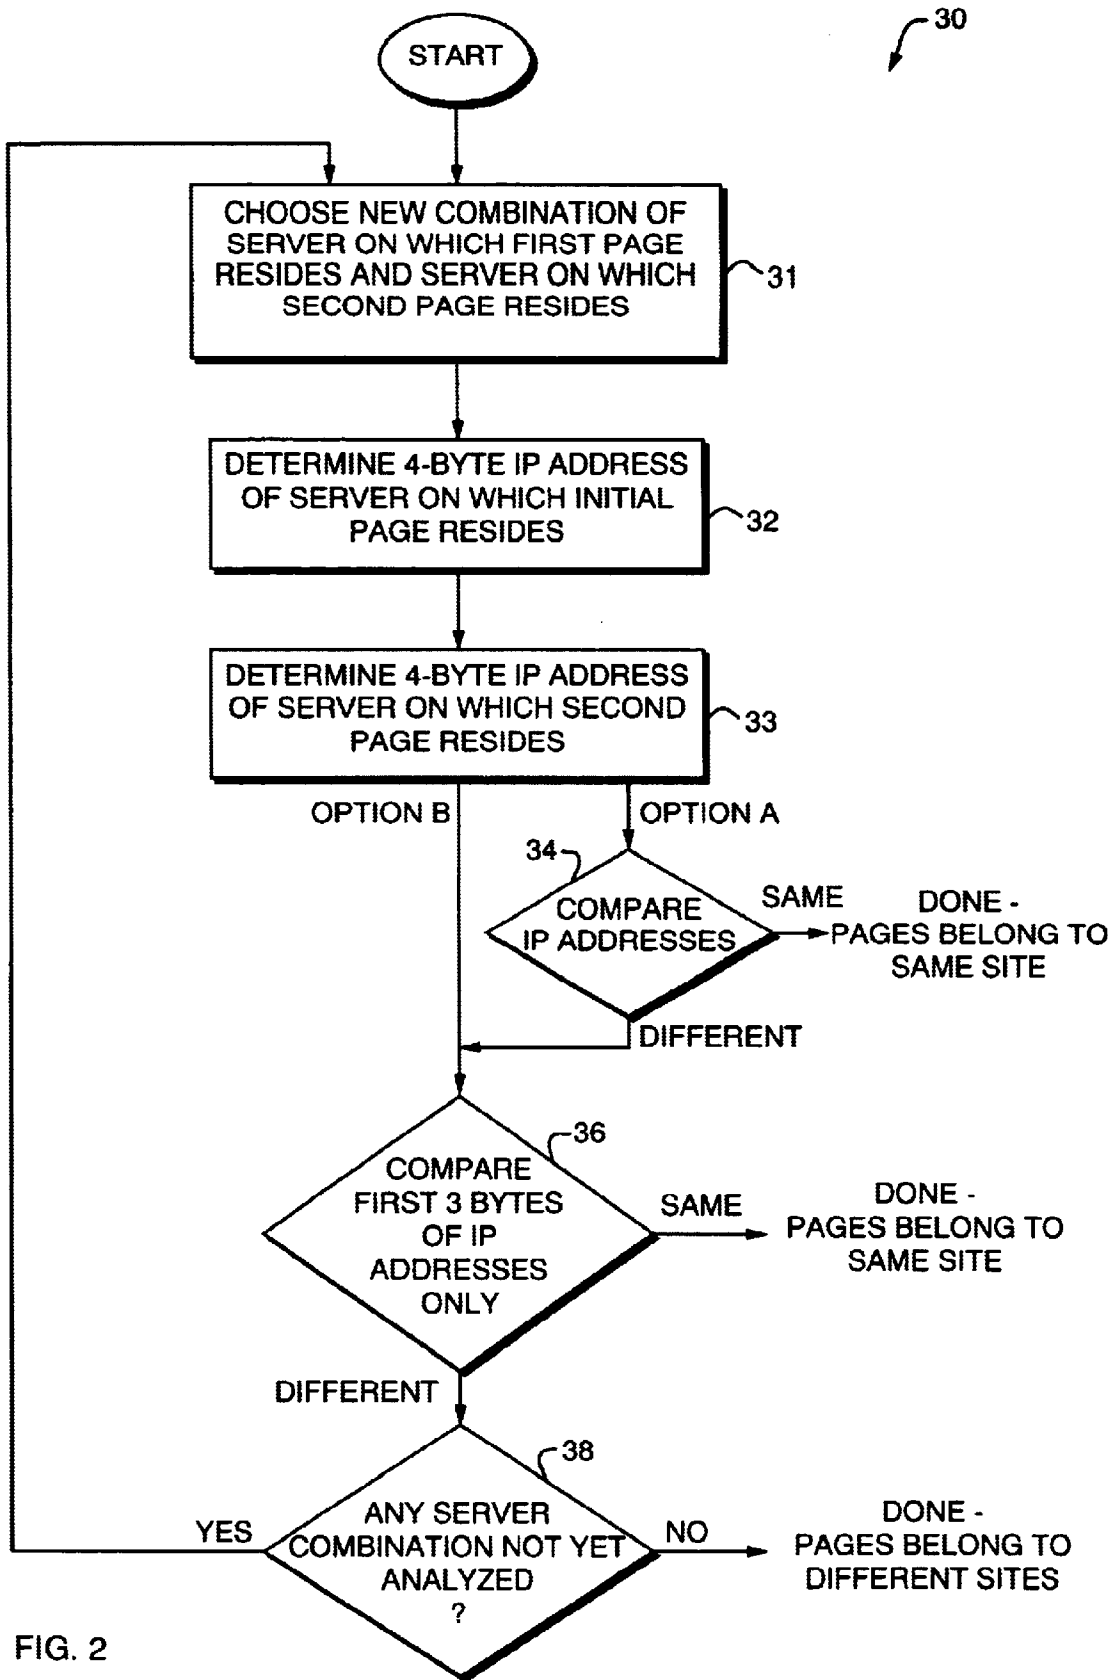 30
START
CHOOSE NEW COMBINATION OF
SERVER ON WHICH FIRST PAGE
RESIDES AND SERVER ON WHICH
SECOND PAGE RESIDES
31
DETERMINE 4-BYTE IP ADDRESS
OF SERVER ON WHICH INITIAL
PAGE RESIDES
32
DETERMINE 4-BYTE IP ADDRESS
OF SERVER ON WHICH SECOND
PAGE RESIDES
33
OPTION B
OPTION A
34
COMPARE
IP ADDRESSES
SAME
DONE -
PAGES BELONG TO
SAME SITE
DIFFERENT
36
COMPARE
FIRST 3 BYTES
OF IP
ADDRESSES
ONLY
SAME
DONE -
PAGES BELONG TO
SAME SITE
DIFFERENT
38
ANY SERVER
COMBINATION NOT YET
ANALYZED
?
YES
NO
DONE -
PAGES BELONG TO
DIFFERENT SITES
FIG. 2